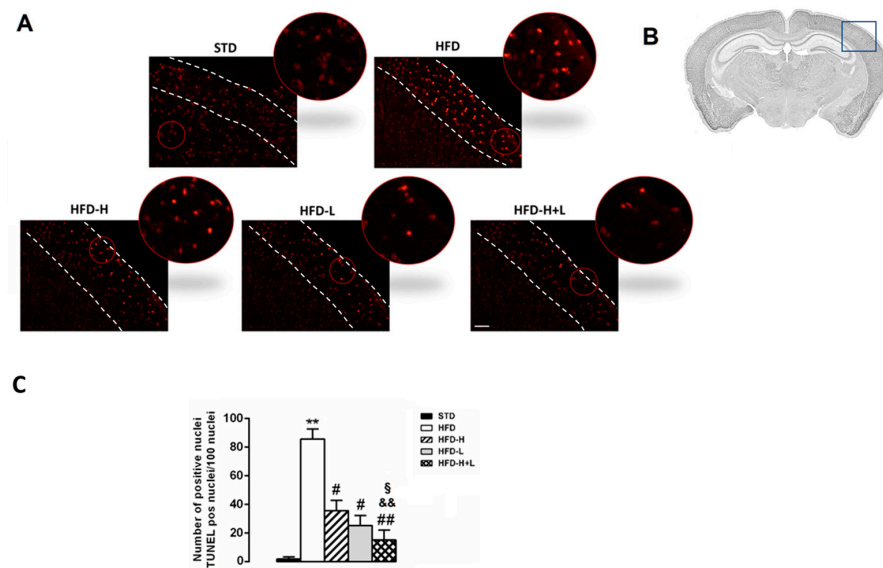 A
B
STD
HFD
HFD-H
HFD-L
HFD-H+L
C
Number of positive nuclei
TUNEL pos nuclei/100 nuclei
100
80
60
40
20
0
**
#
#
§
&&
##
STD
HFD
HFD-H
HFD-L
HFD-H+L